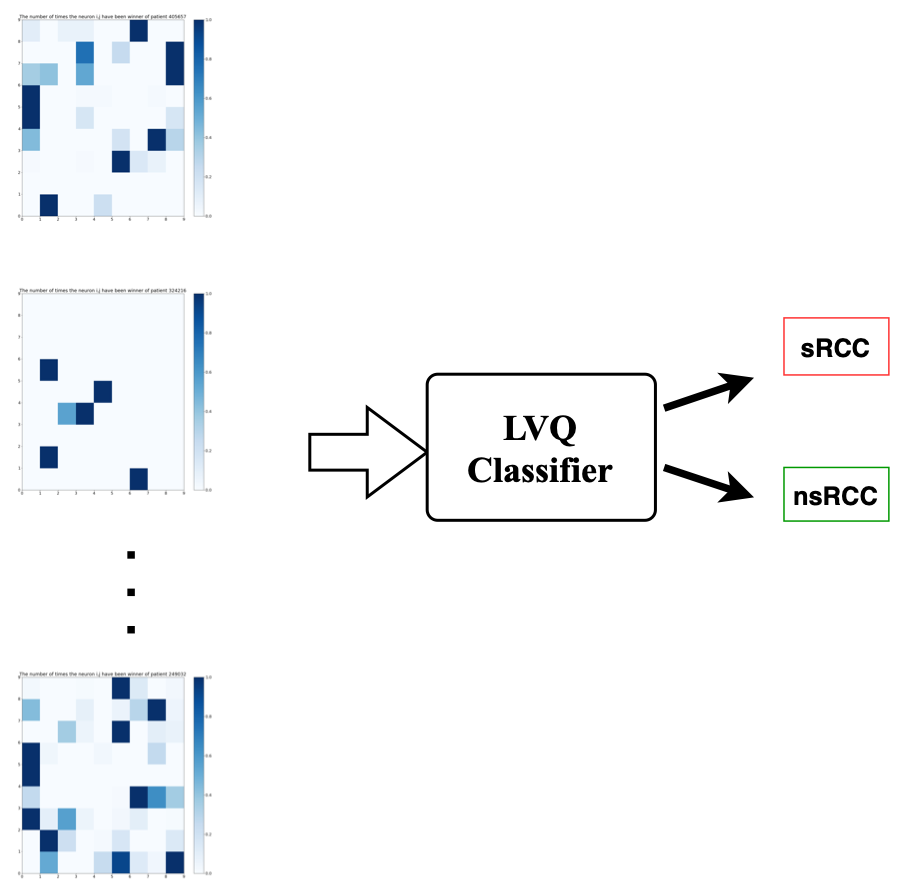 The number of times the neuron i,j have been winner of patient 405657
The number of times the neuron i,j have been winner of patient 324216
LVQ
Classifier
sRCC
nsRCC
The number of times the neuron i,j have been winner of patient 249032